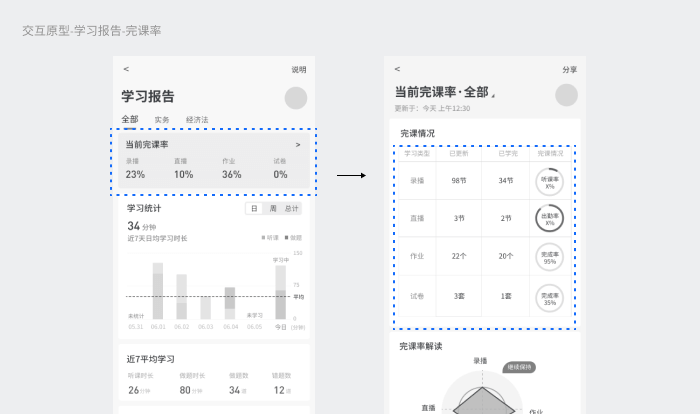 交互原型-学习报告-完课率
< 说明
学习报告
全部 实务 经济法
当前完课率 >
录播 直播 作业 试卷
23% 10% 36% 0%
学习统计 日 周 总计
34 分钟
近7天日均学习时长 听课 做题
学习中 150
75
平均
未统计 未学习 0
05.31 06.01 06.02 06.03 06.04 06.05 今日 (分钟)
近7平均学习
听课时长 做题时长 做题数 错题数
26分钟 80分钟 34道 12道
< 分享
当前完课率·全部
更新于：今天 上午12:30
完课情况
学习类型 已更新 已学完 完课情况
录播 98节 34节 听课率 X%
直播 3节 2节 出勤率 X%
作业 22个 20个 完成率 95%
试卷 3套 1套 完成率 35%
完课率解读
录播 继续保持
直播 作业